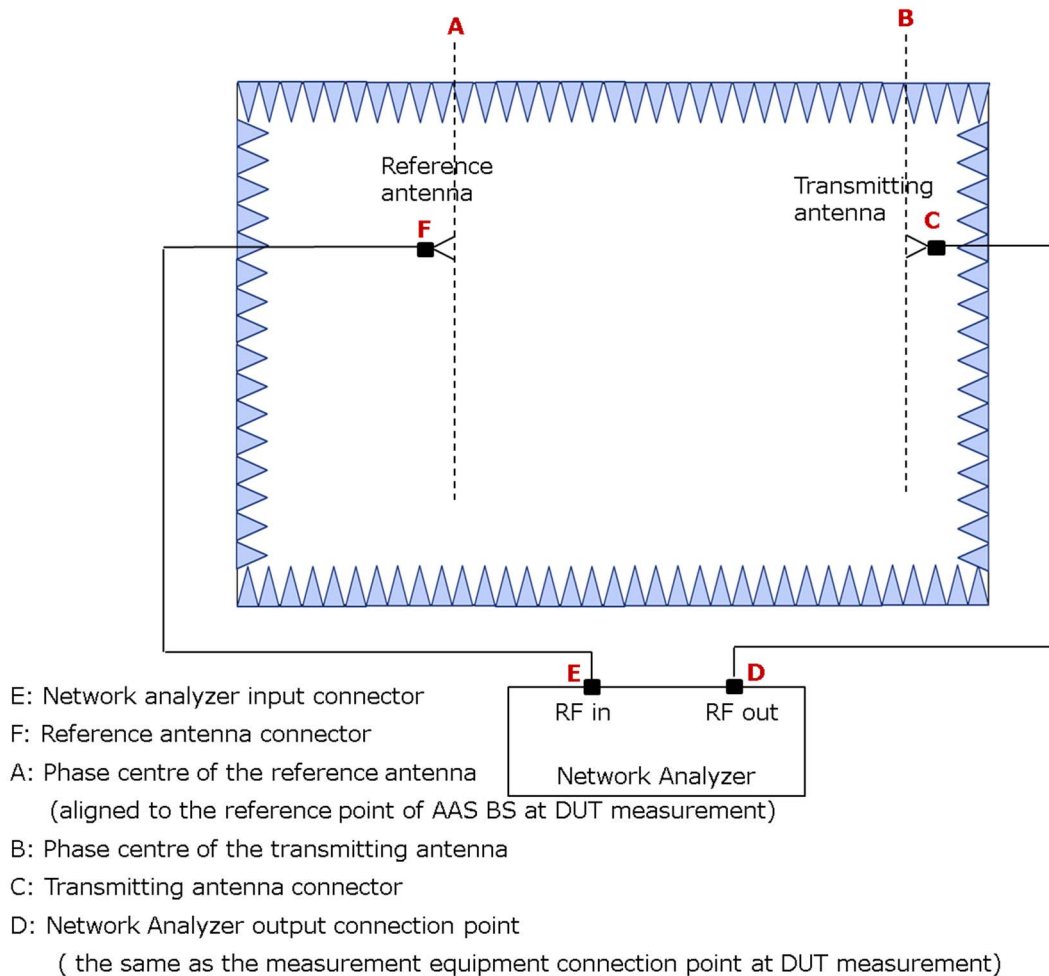 A
B
Reference
antenna
F
Transmitting
antenna
C
E
D
RF in
RF out
Network Analyzer
E: Network analyzer input connector
F: Reference antenna connector
A: Phase centre of the reference antenna
(aligned to the reference point of AAS BS at DUT measurement)
B: Phase centre of the transmitting antenna
C: Transmitting antenna connector
D: Network Analyzer output connection point
( the same as the measurement equipment connection point at DUT measurement)